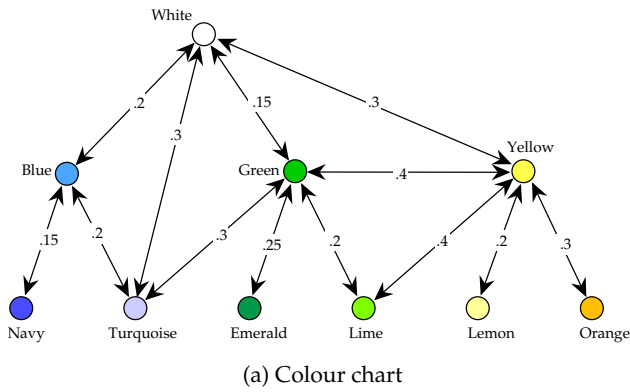 White
.2
.3
.15
.3
Blue
Green
Yellow
.4
.15
.2
.3
.25
.2
.4
.2
.3
Navy
Turquoise
Emerald
Lime
Lemon
Orange
(a) Colour chart